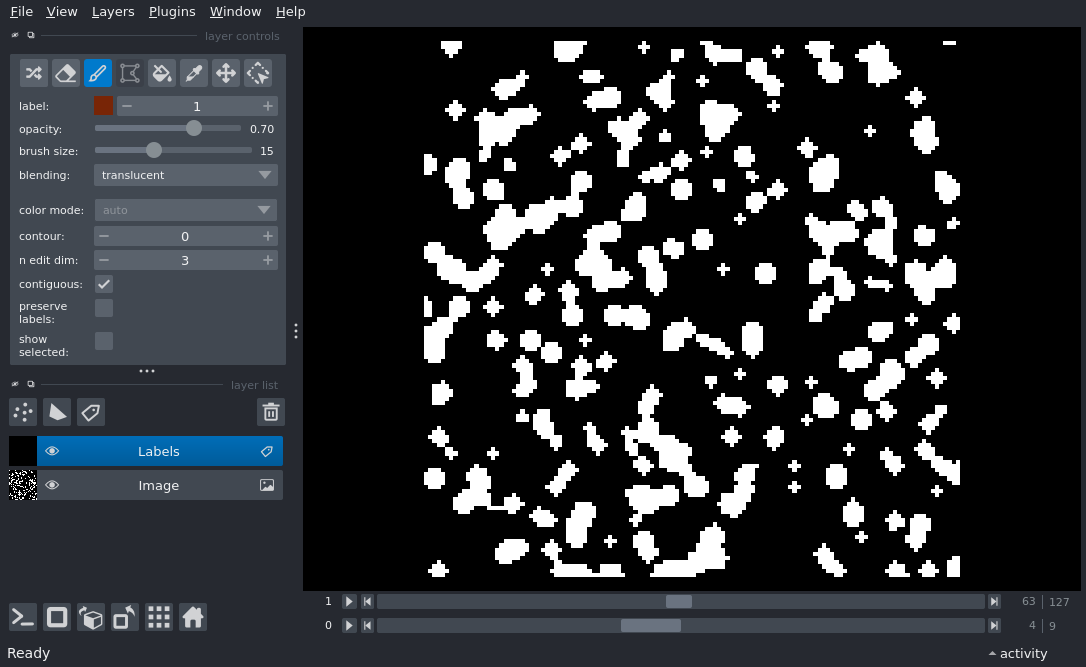 File View Layers Plugins Window Help
layer controls
label: 1
opacity: 0.70
brush size: 15
blending: translucent
color mode: auto
contour: 0
n edit dim: 3
contiguous:
preserve
labels:
show
selected:
layer list
Labels
Image
1 63 127
0 4 9
Ready activity